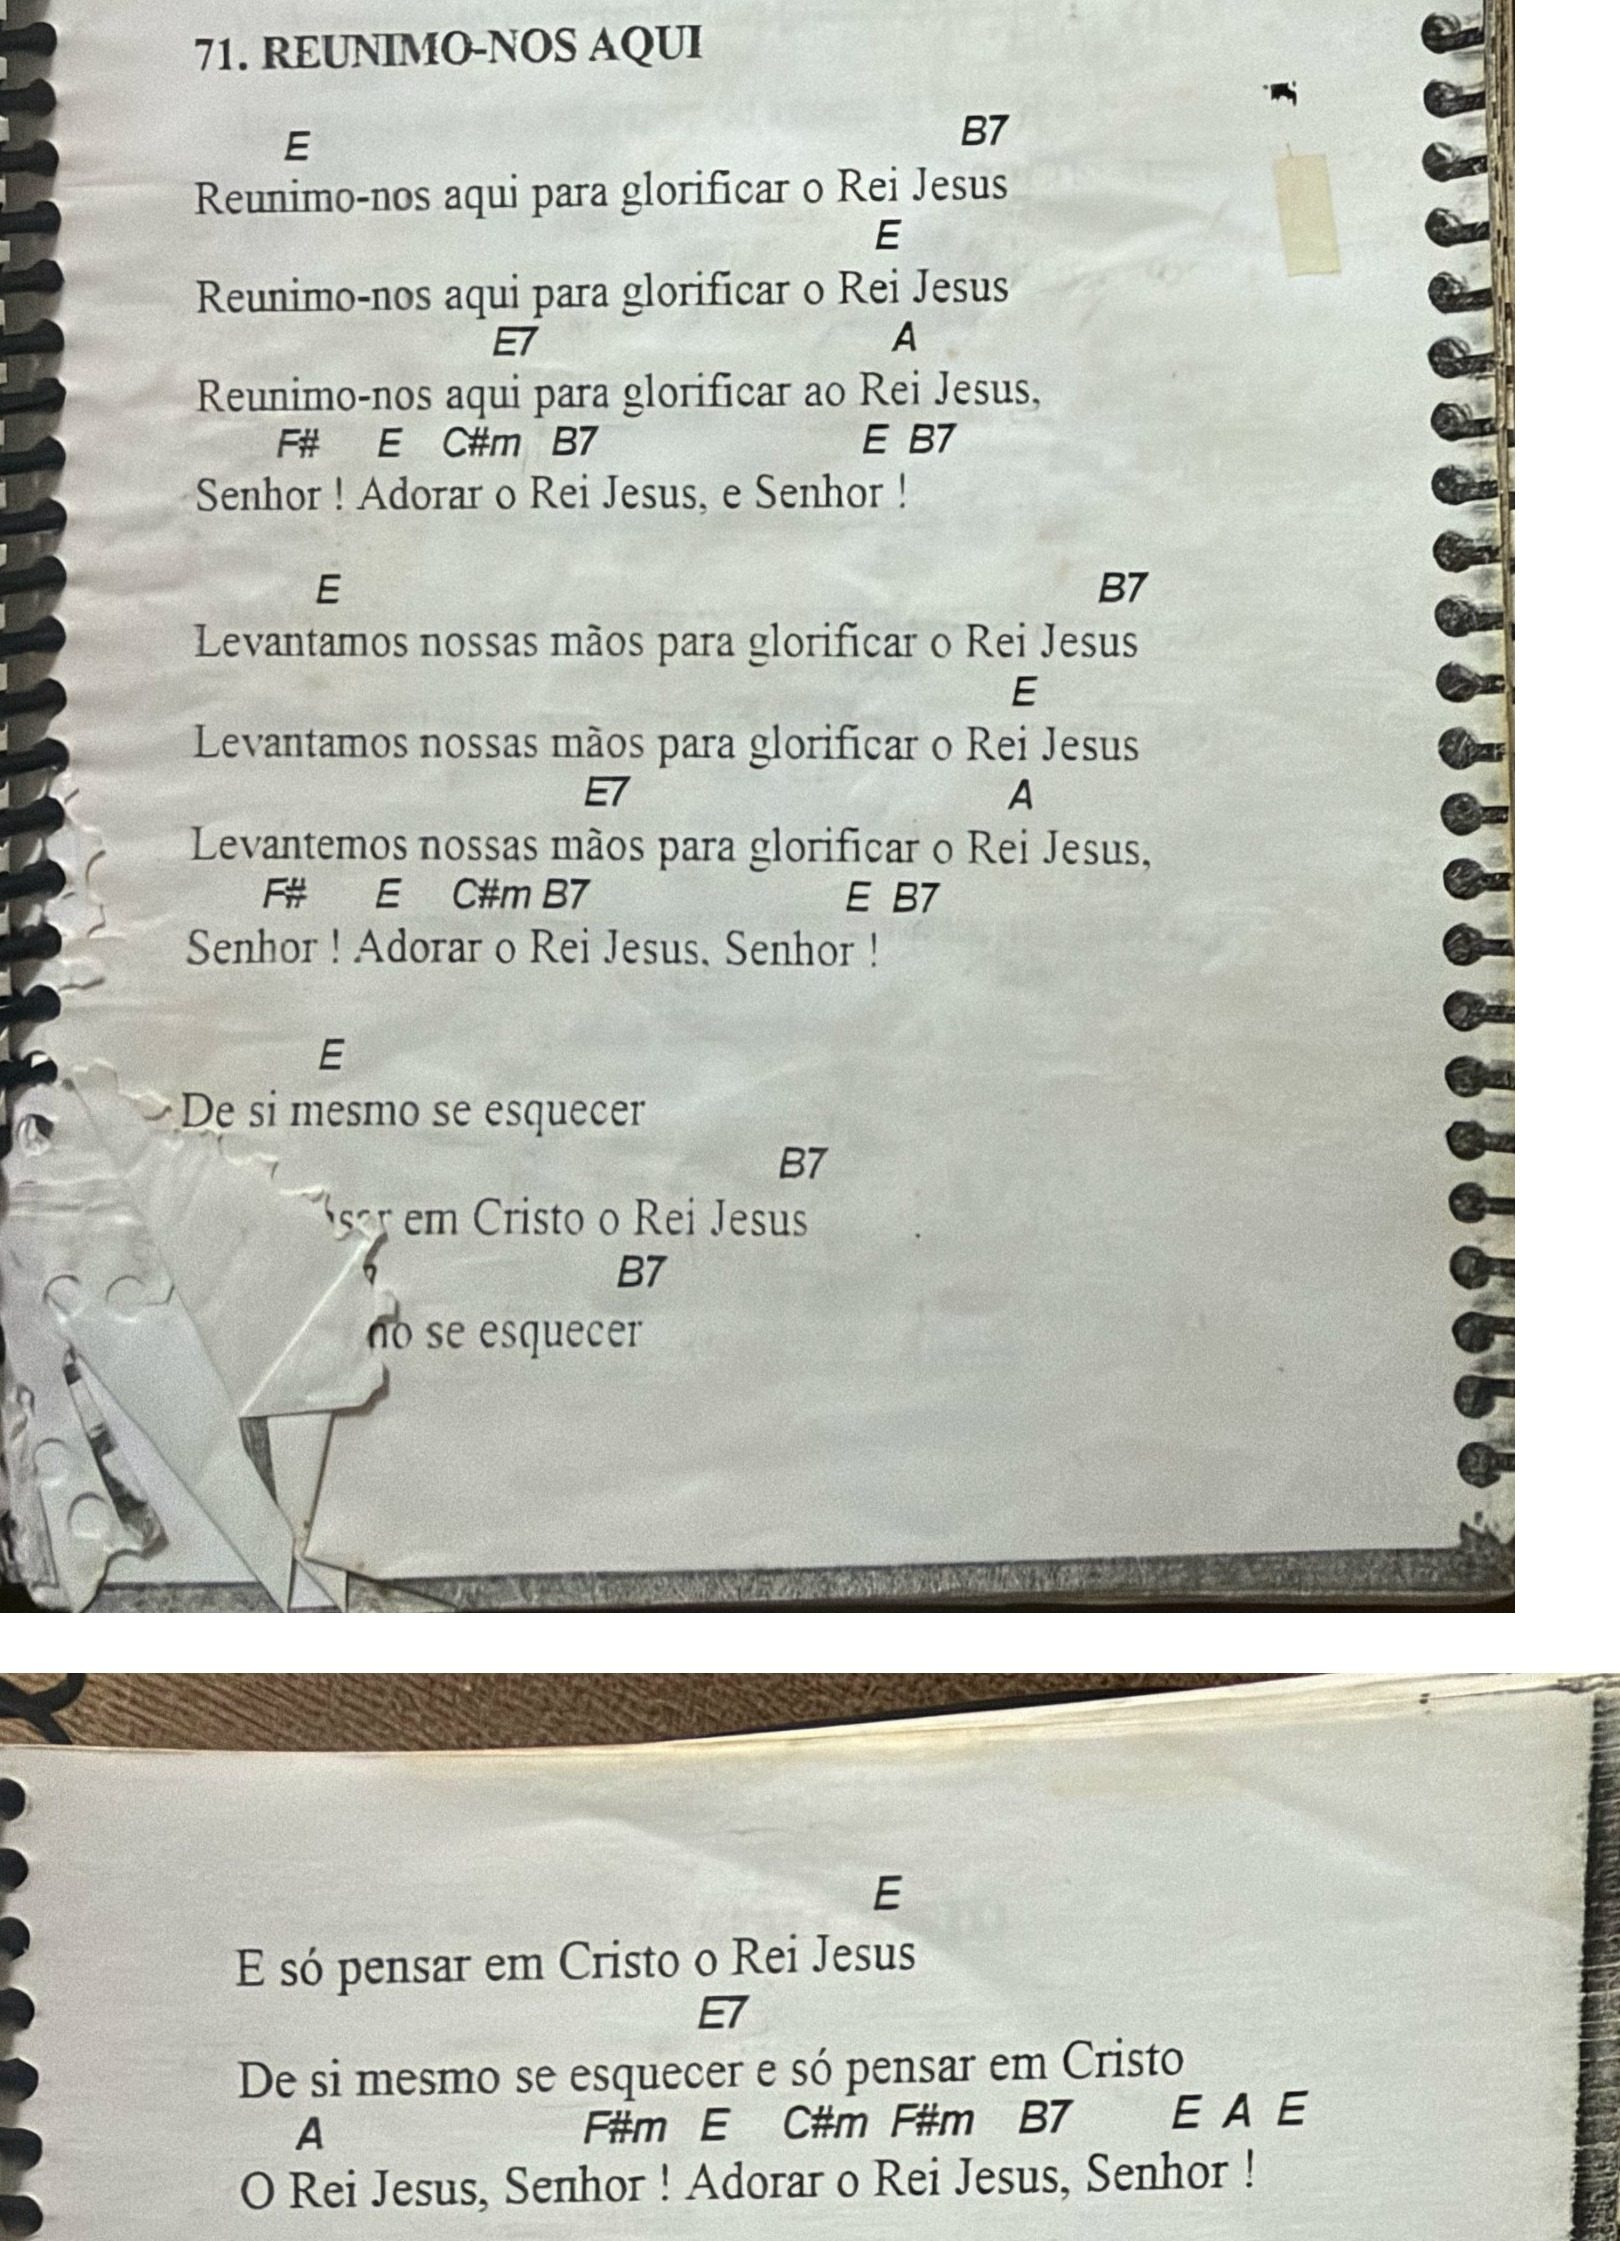 71. REUNIMO-NOS AQUI
E B7
Reunimo-nos aqui para glorificar o Rei Jesus
E
Reunimo-nos aqui para glorificar o Rei Jesus
E7 A
Reunimo-nos aqui para glorificar ao Rei Jesus,
F# E C#m B7 E B7
Senhor ! Adorar o Rei Jesus, e Senhor !
E B7
Levantamos nossas mãos para glorificar o Rei Jesus
E
Levantamos nossas mãos para glorificar o Rei Jesus
E7 A
Levantemos nossas mãos para glorificar o Rei Jesus,
F# E C#m B7 E B7
Senhor ! Adorar o Rei Jesus. Senhor !
E
De si mesmo se esquecer
B7
em Cristo o Rei Jesus
B7
se esquecer
E
E só pensar em Cristo o Rei Jesus
E7
De si mesmo se esquecer e só pensar em Cristo
A F#m E C#m F#m B7 E A E
O Rei Jesus, Senhor ! Adorar o Rei Jesus, Senhor !